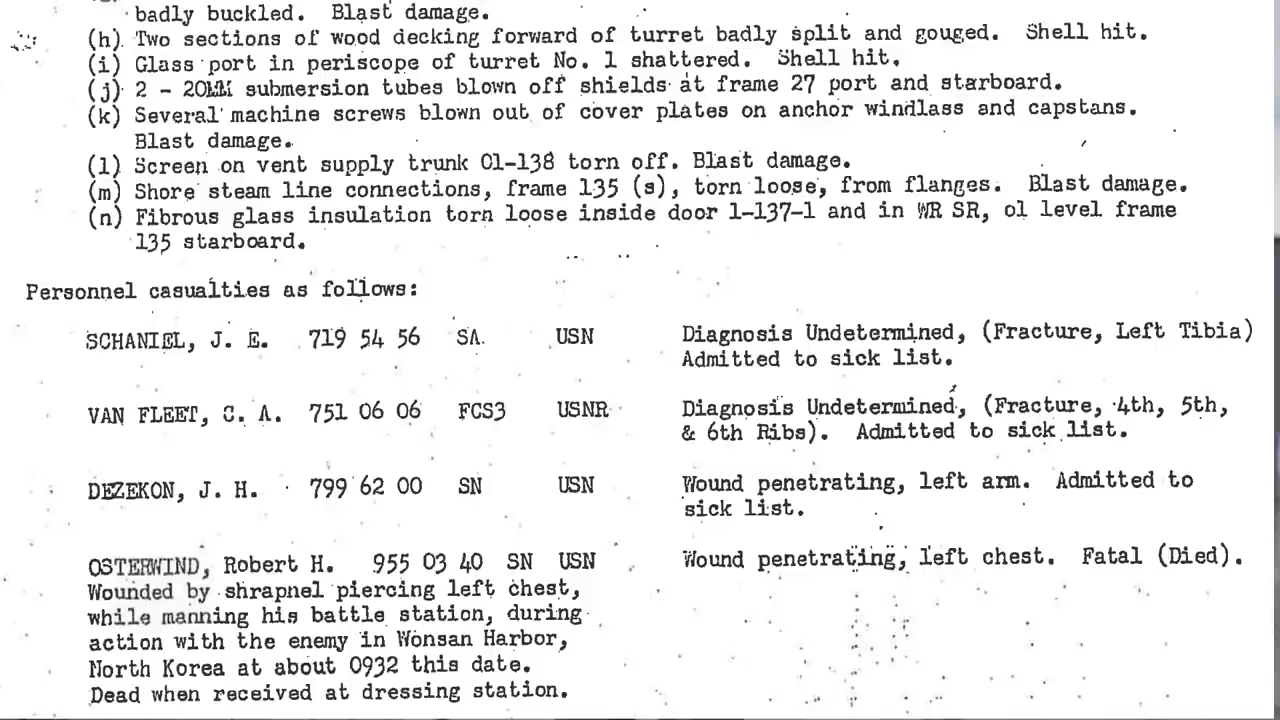 badly buckled. Blast damage.
(h) Two sections of wood decking forward of turret badly split and gouged. Shell hit.
(i) Glass port in periscope of turret No. 1 shattered. Shell hit.
(j) 2 - 20MM submersion tubes blown off shields at frame 27 port and starboard.
(k) Several machine screws blown out of cover plates on anchor windlass and capstans.
Blast damage.
(l) Screen on vent supply trunk 01-138 torn off. Blast damage.
(m) Shore steam line connections, frame 135 (s), torn loose, from flanges. Blast damage.
(n) Fibrous glass insulation torn loose inside door 1-137-1 and in WR SR, 01 level frame
135 starboard.
Personnel casualties as follows:
SCHANIEL, J. E. 719 54 56 SA. USN Diagnosis Undetermined, (Fracture, Left Tibia)
Admitted to sick list.
VAN FLEET, C. A. 751 06 06 FCS3 USNR Diagnosis Undetermined, (Fracture, 4th, 5th,
& 6th Ribs). Admitted to sick list.
DEZEKON, J. H. 799 62 00 SN USN Wound penetrating, left arm. Admitted to
sick list.
OSTERWIND, Robert H. 955 03 40 SN USN Wound penetrating, left chest. Fatal (Died).
Wounded by shrapnel piercing left chest,
while manning his battle station, during
action with the enemy in Wonsan Harbor,
North Korea at about 0932 this date.
Dead when received at dressing station.